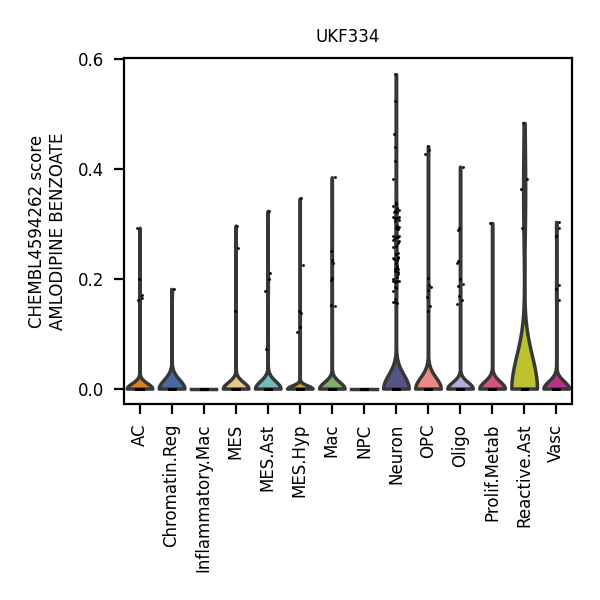 UKF334
CHEMBL4594262 score
AMLODIPINE BENZOATE
0.6
0.4
0.2
0.0
AC
Chromatin.Reg
Inflammatory.Mac
MES
MES.Ast
MES.Hyp
Mac
NPC
Neuron
OPC
Oligo
Prolif.Metab
Reactive.Ast
Vasc